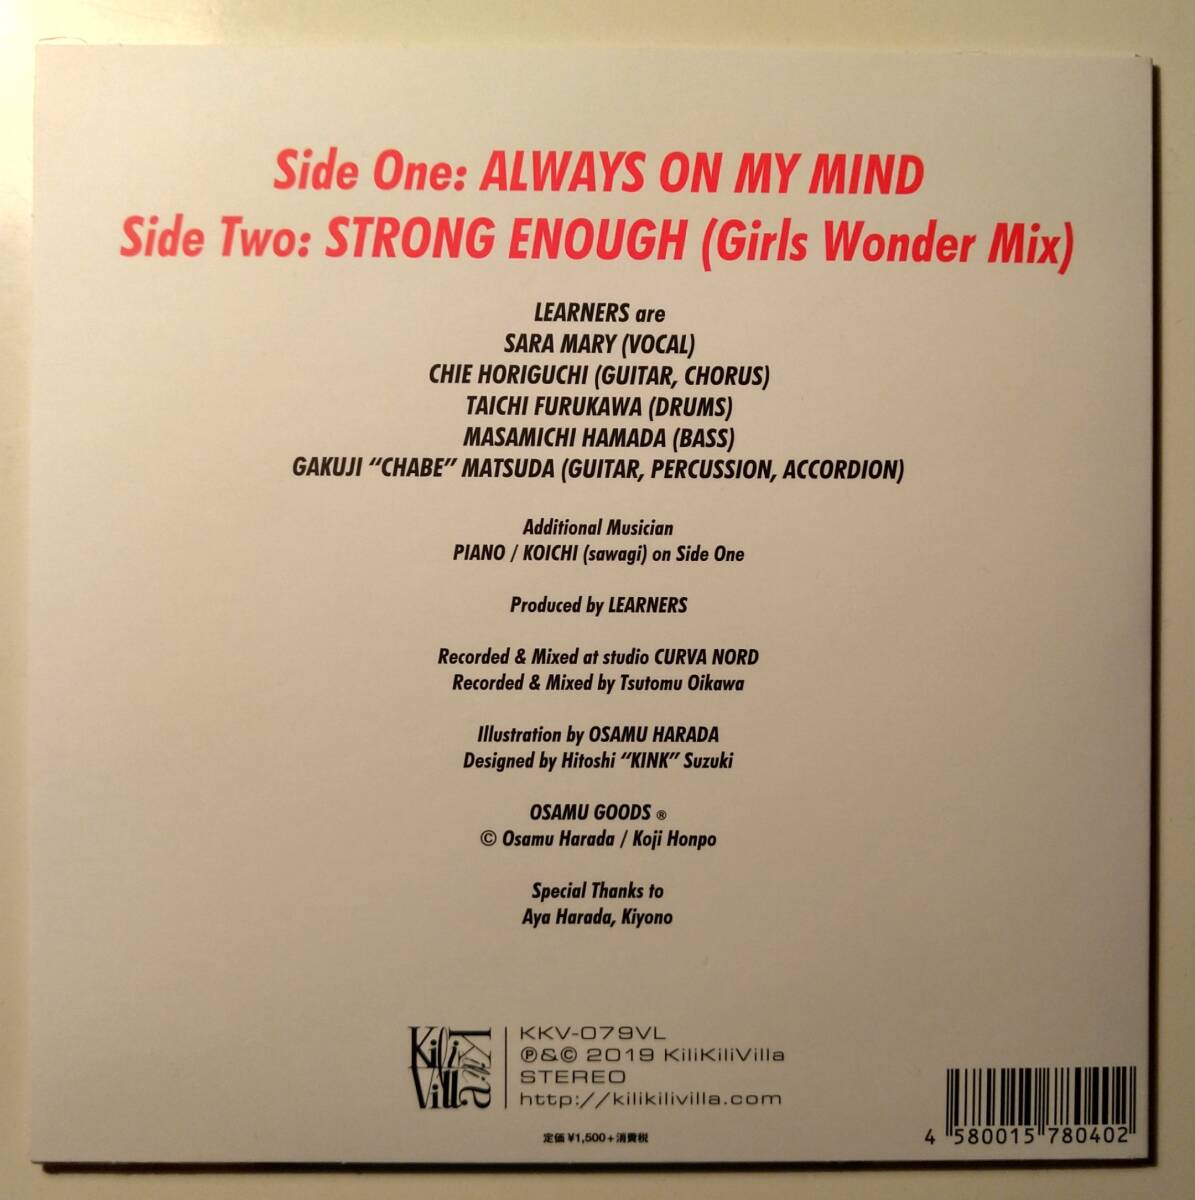 Side One: ALWAYS ON MY MIND
Side Two: STRONG ENOUGH (Girls Wonder Mix)
LEARNERS are
SARA MARY (VOCAL)
CHIE HORIGUCHI (GUITAR, CHORUS)
TAICHI FURUKAWA (DRUMS)
MASAMICHI HAMADA (BASS)
GAKUJI “CHABE” MATSUDA (GUITAR, PERCUSSION, ACCORDION)
Additional Musician
PIANO / KOICHI (sawagi) on Side One
Produced by LEARNERS
Recorded & Mixed at studio CURVA NORD
Recorded & Mixed by Tsutomu Oikawa
Illustration by OSAMU HARADA
Designed by Hitoshi “KINK” Suzuki
OSAMU GOODS ®
© Osamu Harada / Koji Honpo
Special Thanks to
Aya Harada, Kiyono
Kili Kili Villa
KKV-079VL
℗&© 2019 KiliKiliVilla
STEREO
http://kilikilivilla.com
定価 ¥1,500+消費税
4 580015 780402